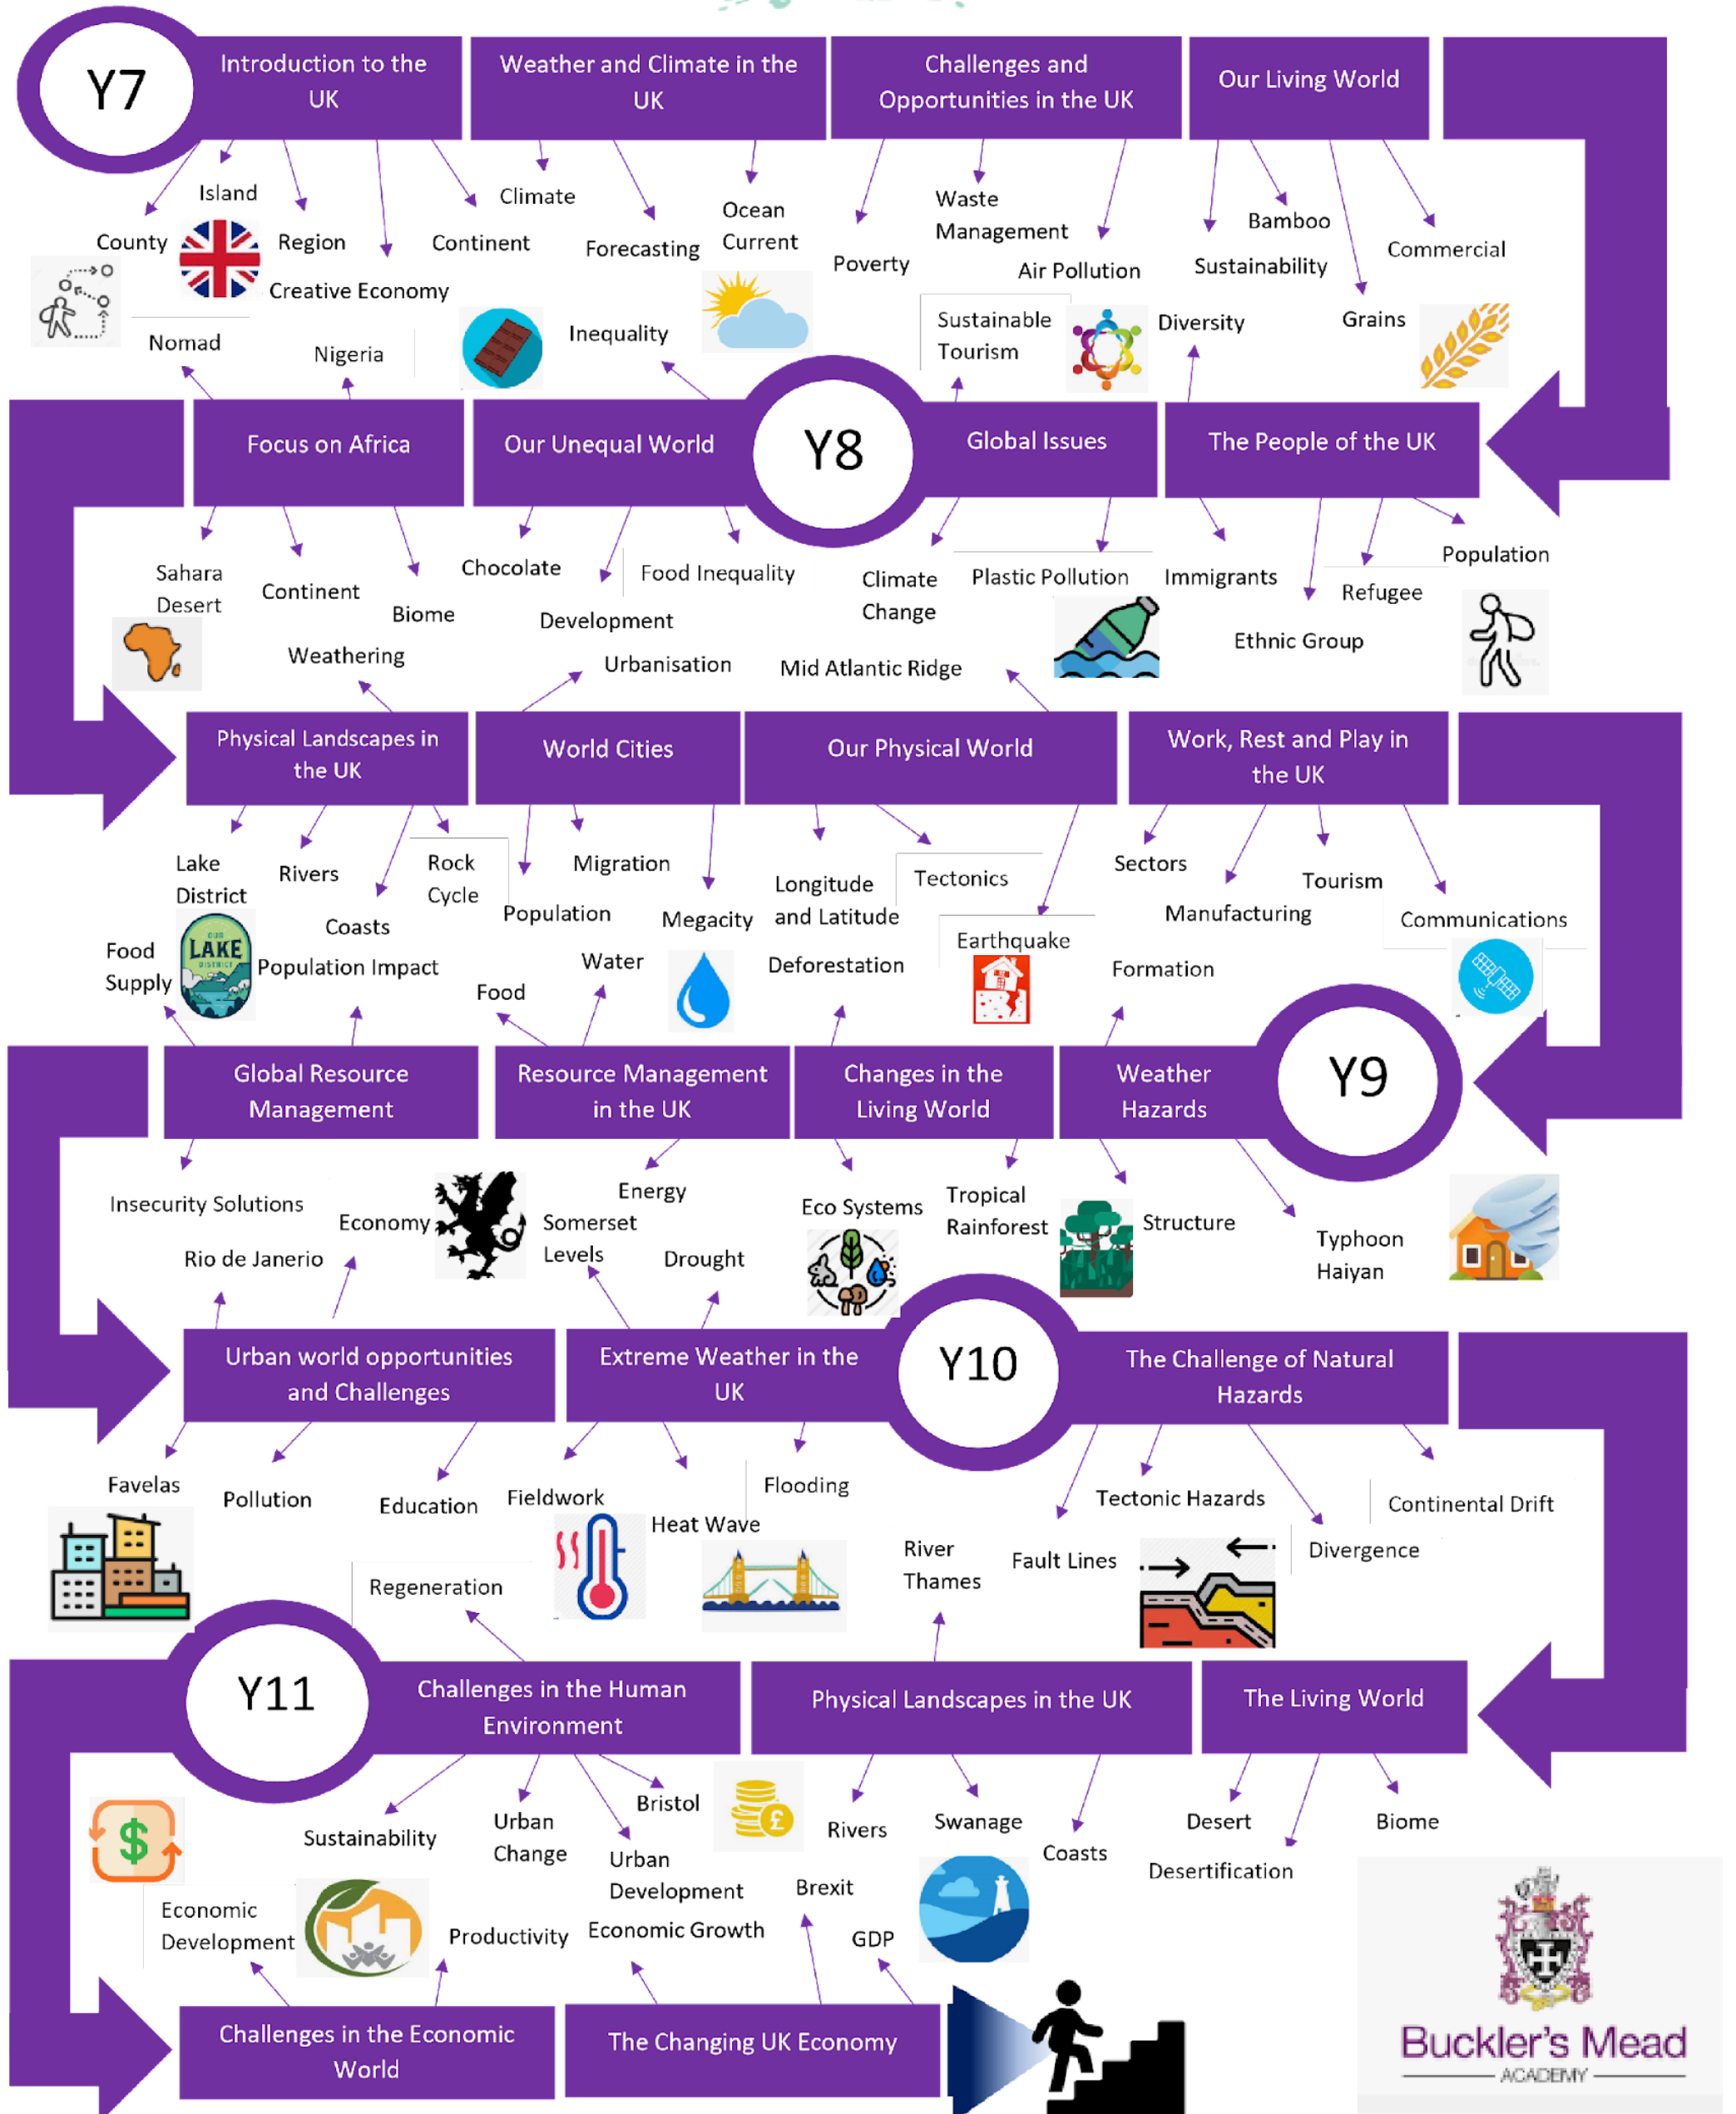 Y7
Introduction to the
UK
Weather and Climate in the
UK
Challenges and
Opportunities in the UK
Our Living World
Island
County
Region
Creative Economy
Continent
Climate
Forecasting
Ocean
Current
Poverty
Waste
Management
Air Pollution
Sustainability
Bamboo
Grains
Commercial
Nomad
Nigeria
Inequality
Sustainable
Tourism
Diversity
Focus on Africa
Our Unequal World
Y8
Global Issues
The People of the UK
Sahara
Desert
Continent
Biome
Chocolate
Development
Food Inequality
Climate
Change
Plastic Pollution
Immigrants
Ethnic Group
Refugee
Population
Weathering
Urbanisation
Mid Atlantic Ridge
Physical Landscapes in
the UK
World Cities
Our Physical World
Work, Rest and Play in
the UK
Lake
District
Rivers
Coasts
Rock
Cycle
Population
Migration
Megacity
Longitude
and Latitude
Tectonics
Earthquake
Sectors
Manufacturing
Tourism
Communications
Food
Supply
OUR
LAKE
DISTRICT
Population Impact
Food
Water
Deforestation
Formation
Global Resource
Management
Resource Management
in the UK
Changes in the
Living World
Weather
Hazards
Y9
Insecurity Solutions
Energy
Eco Systems
Tropical
Rainforest
Structure
Typhoon
Haiyan
Rio de Janerio
Economy
Somerset
Levels
Drought
Urban world opportunities
and Challenges
Extreme Weather in the
UK
Y10
The Challenge of Natural
Hazards
Favelas
Pollution
Education
Fieldwork
Heat Wave
Flooding
Fault Lines
Tectonic Hazards
Divergence
Continental Drift
Regeneration
River
Thames
Y11
Challenges in the Human
Environment
Physical Landscapes in the UK
The Living World
Sustainability
Urban
Change
Urban
Development
Bristol
£
Rivers
Swanage
Coasts
Desert
Desertification
Biome
$
Economic
Development
Productivity
Economic Growth
Brexit
GDP
Challenges in the Economic
World
The Changing UK Economy
Buckler's Mead
ACADEMY